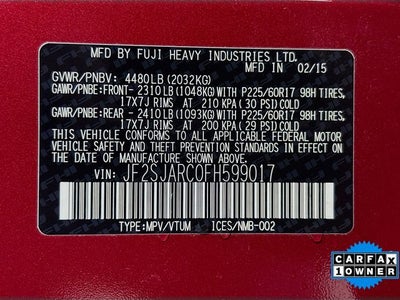 MFD. BY FUJI HEAVY INDUSTRIES LTD.
MFD IN 02/15
GVWR/PNBV: 4480LB(2032KG)
GAWR/PNBE:FRONT- 2310LB(1048KG)WITH P225/60R17 98H TIRES,
17X7J RIMS AT 210 KPA(30 PSI)COLD
GAWR/PNBE:REAR - 2410LB(1093KG)WITH P225/60R17 98H TIRES,
17X7J RIMS AT 200 KPA(29 PSI)COLD
THIS VEHICLE CONFORMS TO ALL APPLICABLE FEDERAL MOTOR
VEHICLE SAFETY AND THEFT PREVENTION STANDARDS IN EFFECT
ON THE DATE OF MANUFACTURE SHOWN ABOVE.
VIN: JF2SJARC0FH599017
TYPE:MPV/VTUM ICES/NMB-002
CARFAX
1 OWNER